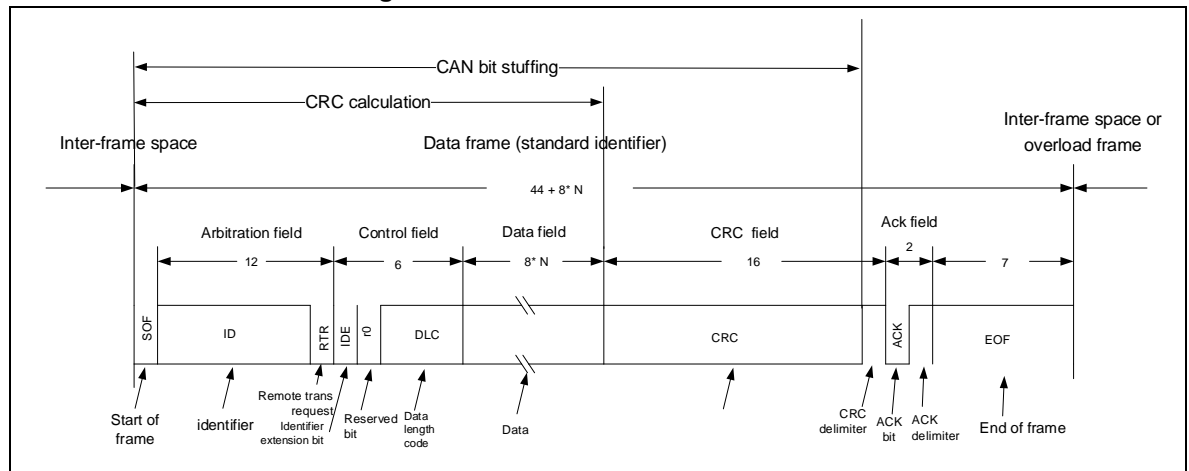 CAN bit stuffing
CRC calculation
Inter-frame space
Data frame (standard identifier)
Inter-frame space or
overload frame
44 + 8* N
Arbitration field
Control field
Data field
CRC field
Ack field
12
6
8* N
16
2
7
SOF
ID
RTR
IDE
r0
DLC
CRC
ACK
EOF
Start of
frame
identifier
Remote trans
request
Identifier
extension bit
Reserved
bit
Data
length
code
Data
CRC
delimiter
ACK
bit
ACK
delimiter
End of frame